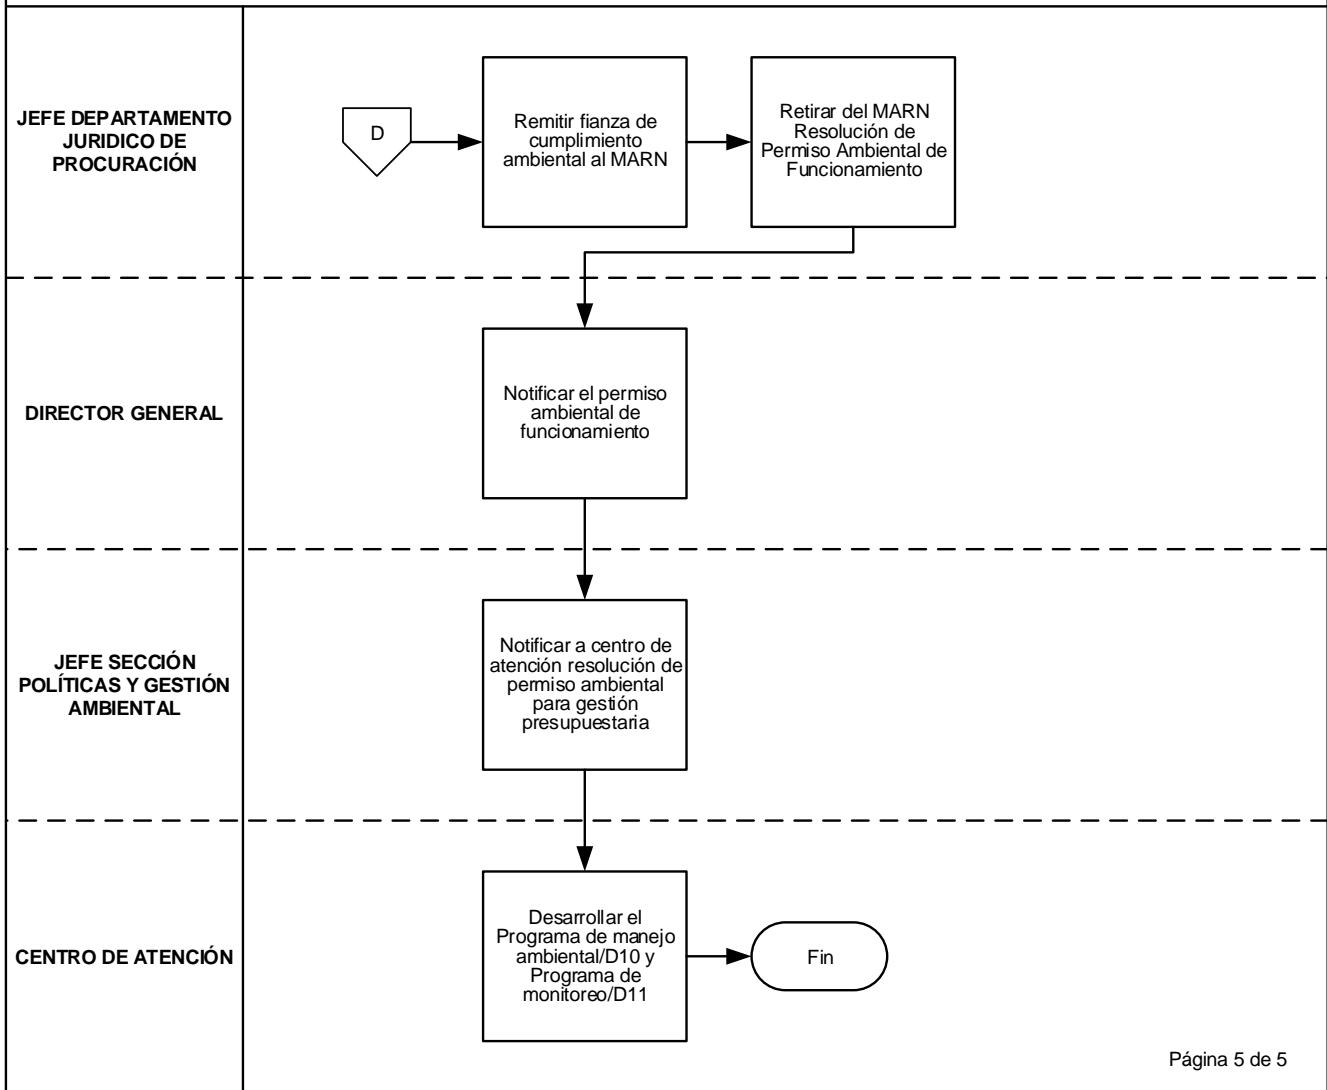 JEFE DEPARTAMENTO
JURIDICO DE
PROCURACIÓN
D
Remitir fianza de
cumplimiento
ambiental al MARN
Retirar del MARN
Resolución de
Permiso Ambiental de
Funcionamiento
DIRECTOR GENERAL
Notificar el permiso
ambiental de
funcionamiento
JEFE SECCIÓN
POLÍTICAS Y GESTIÓN
AMBIENTAL
Notificar a centro de
atención resolución de
permiso ambiental
para gestión
presupuestaria
CENTRO DE ATENCIÓN
Desarrollar el
Programa de manejo
ambiental/D10 y
Programa de
monitoreo/D11
Fin
Página 5 de 5